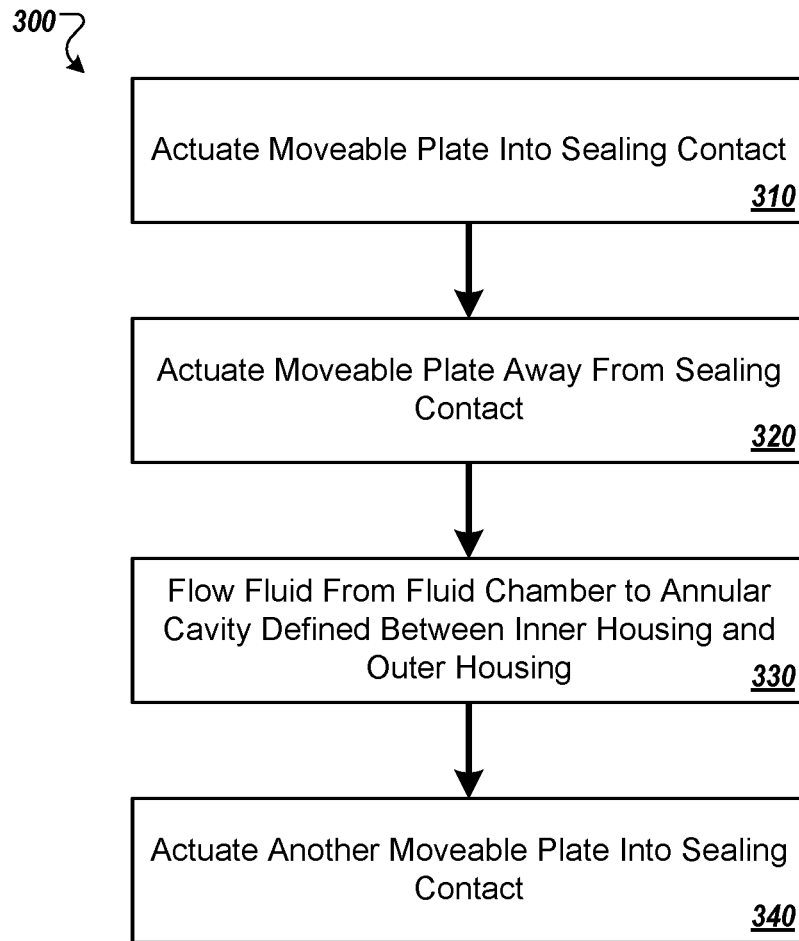 300
Actuate Moveable Plate Into Sealing Contact
310
Actuate Moveable Plate Away From Sealing
Contact
320
Flow Fluid From Fluid Chamber to Annular
Cavity Defined Between Inner Housing and
Outer Housing
330
Actuate Another Moveable Plate Into Sealing
Contact
340